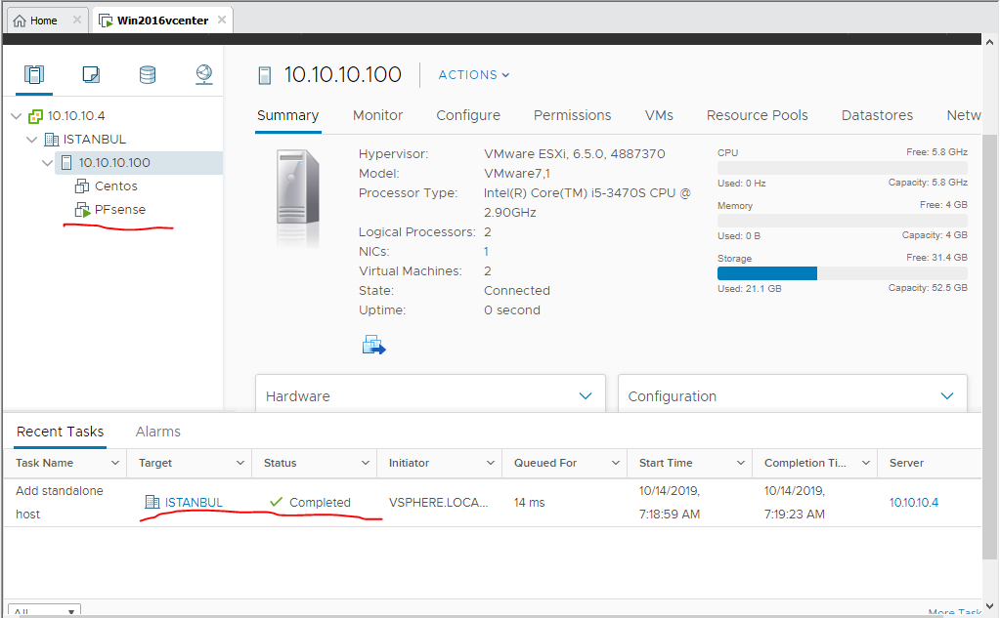 Home
Win2016vcenter
10.10.10.100
ACTIONS
Summary Monitor Configure Permissions VMs Resource Pools Datastores Netw
10.10.10.4
ISTANBUL
10.10.10.100
Centos
PFsense
Hypervisor: VMware ESXi, 6.5.0, 4887370
Model: VMware7,1
Processor Type: Intel(R) Core(TM) i5-3470S CPU @
2.90GHz
Logical Processors: 2
NICs: 1
Virtual Machines: 2
State: Connected
Uptime: 0 second
CPU Free: 5.8 GHz
Used: 0 Hz Capacity: 5.8 GHz
Memory Free: 4 GB
Used: 0 B Capacity: 4 GB
Storage Free: 31.4 GB
Used: 21.1 GB Capacity: 52.5 GB
Hardware
Configuration
Recent Tasks Alarms
Task Name Target Status Initiator Queued For Start Time Completion Ti... Server
Add standalone
host
ISTANBUL
Completed
VSPHERE.LOCA...
14 ms
10/14/2019,
7:18:59 AM
10/14/2019,
7:19:23 AM
10.10.10.4
All
More Task